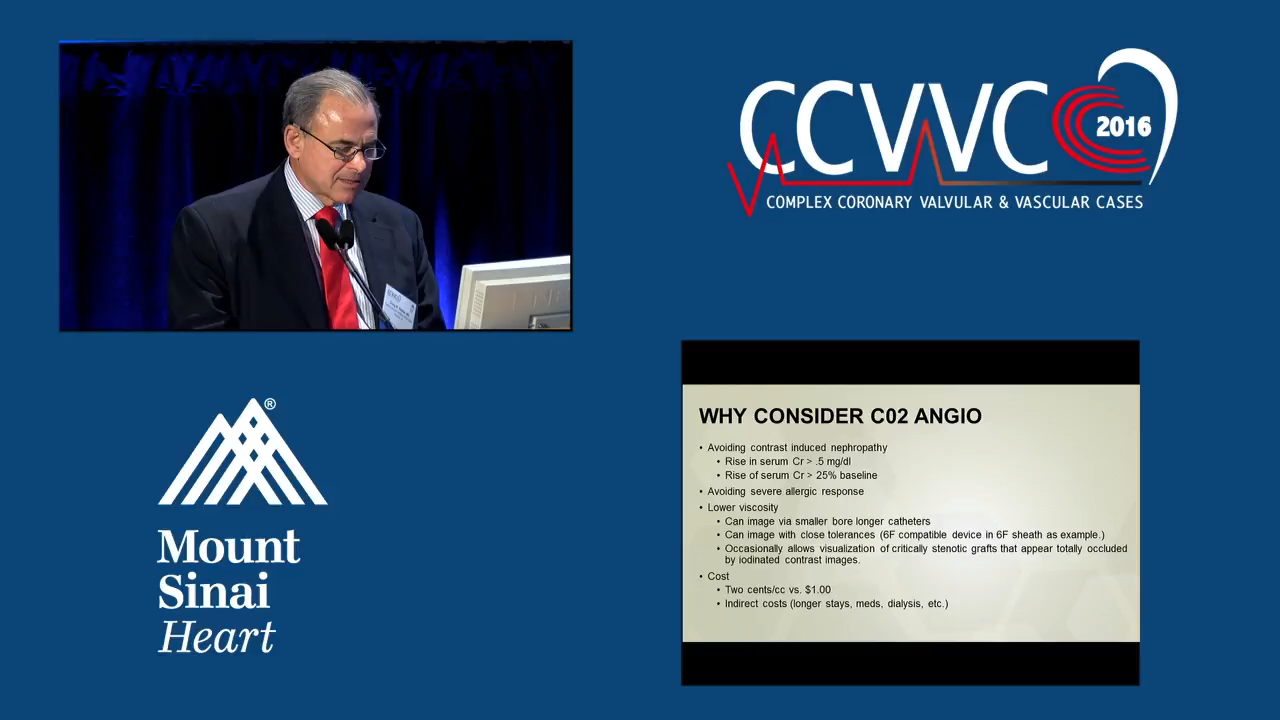 CCVVC
2016
COMPLEX CORONARY VALVULAR & VASCULAR CASES
®
Mount
Sinai
Heart
WHY CONSIDER C02 ANGIO
• Avoiding contrast induced nephropathy
• Rise in serum Cr > .5 mg/dl
• Rise of serum Cr > 25% baseline
• Avoiding severe allergic response
• Lower viscosity
• Can image via smaller bore longer catheters
• Can image with close tolerances (6F compatible device in 6F sheath as example.)
• Occasionally allows visualization of critically stenotic grafts that appear totally occluded
by iodinated contrast images.
• Cost
• Two cents/cc vs. $1.00
• Indirect costs (longer stays, meds, dialysis, etc.)